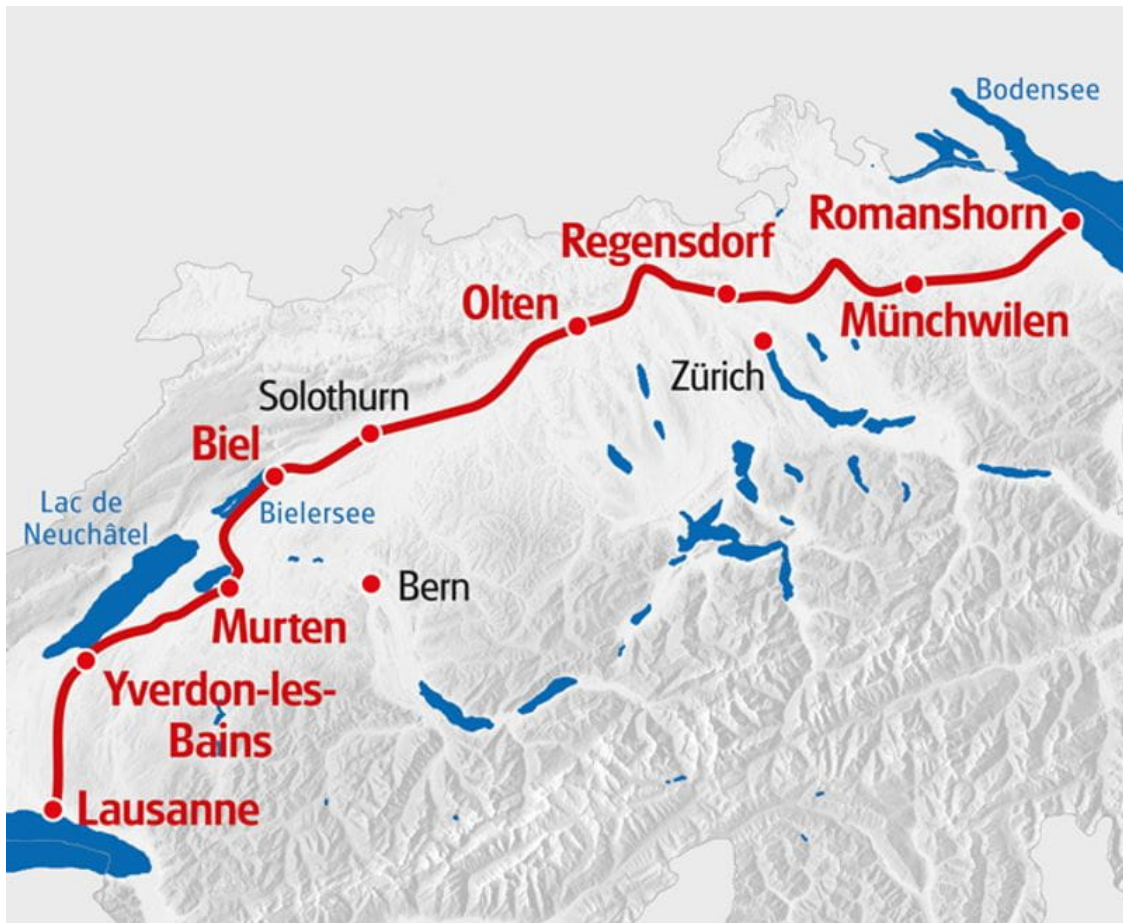 Bodensee
Romanshorn
Regensdorf
Olten
Münchwilen
Zürich
Solothurn
Biel
Lac de
Neuchâtel
Bielersee
Bern
Murten
Yverdon-les-
Bains
Lausanne